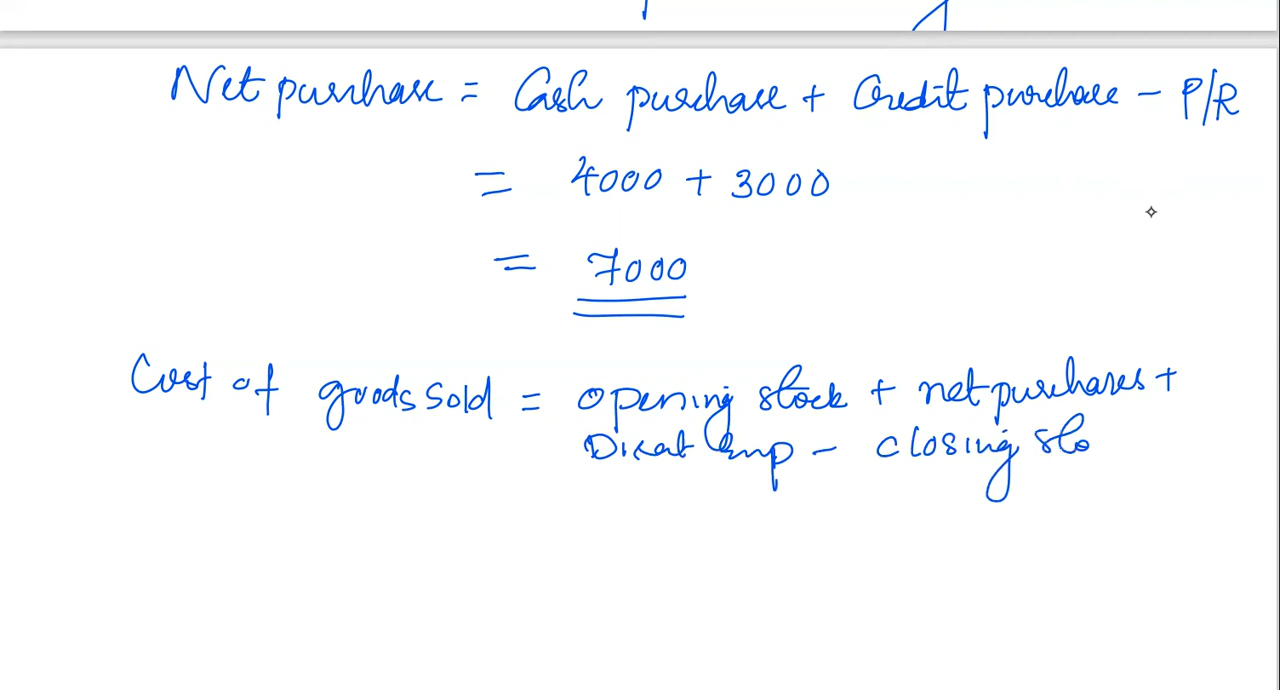 Net purchase = Cash purchase + Credit purchase - P/R
= 4000 + 3000
= 7000
Cost of goods sold = opening stock + net purchases +
Direct exp - closing sto